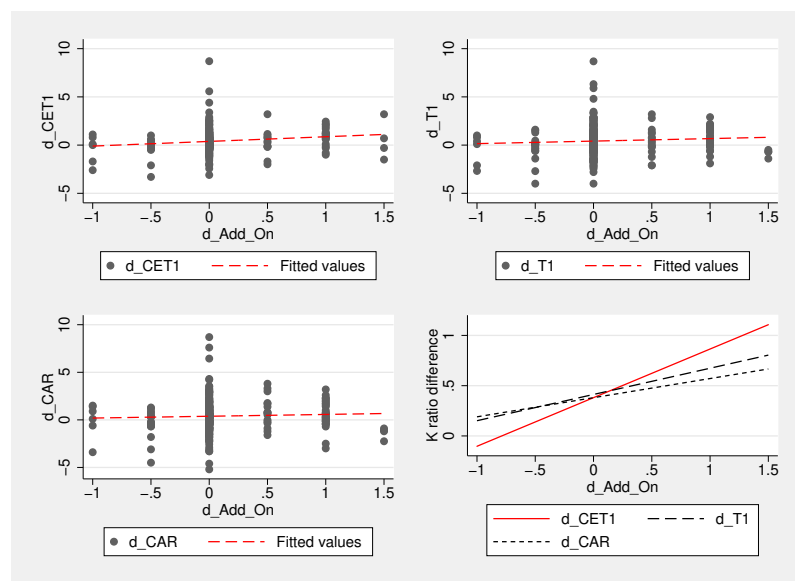 10
5
0
−5
d_CET1
−1 −.5 0 .5 1 1.5
d_Add_On
d_CET1 Fitted values
10
5
0
−5
d_T1
−1 −.5 0 .5 1 1.5
d_Add_On
d_T1 Fitted values
10
5
0
−5
d_CAR
−1 −.5 0 .5 1 1.5
d_Add_On
d_CAR Fitted values
1
.5
0
K ratio difference
−1 −.5 0 .5 1 1.5
d_Add_On
d_CET1 d_T1
d_CAR